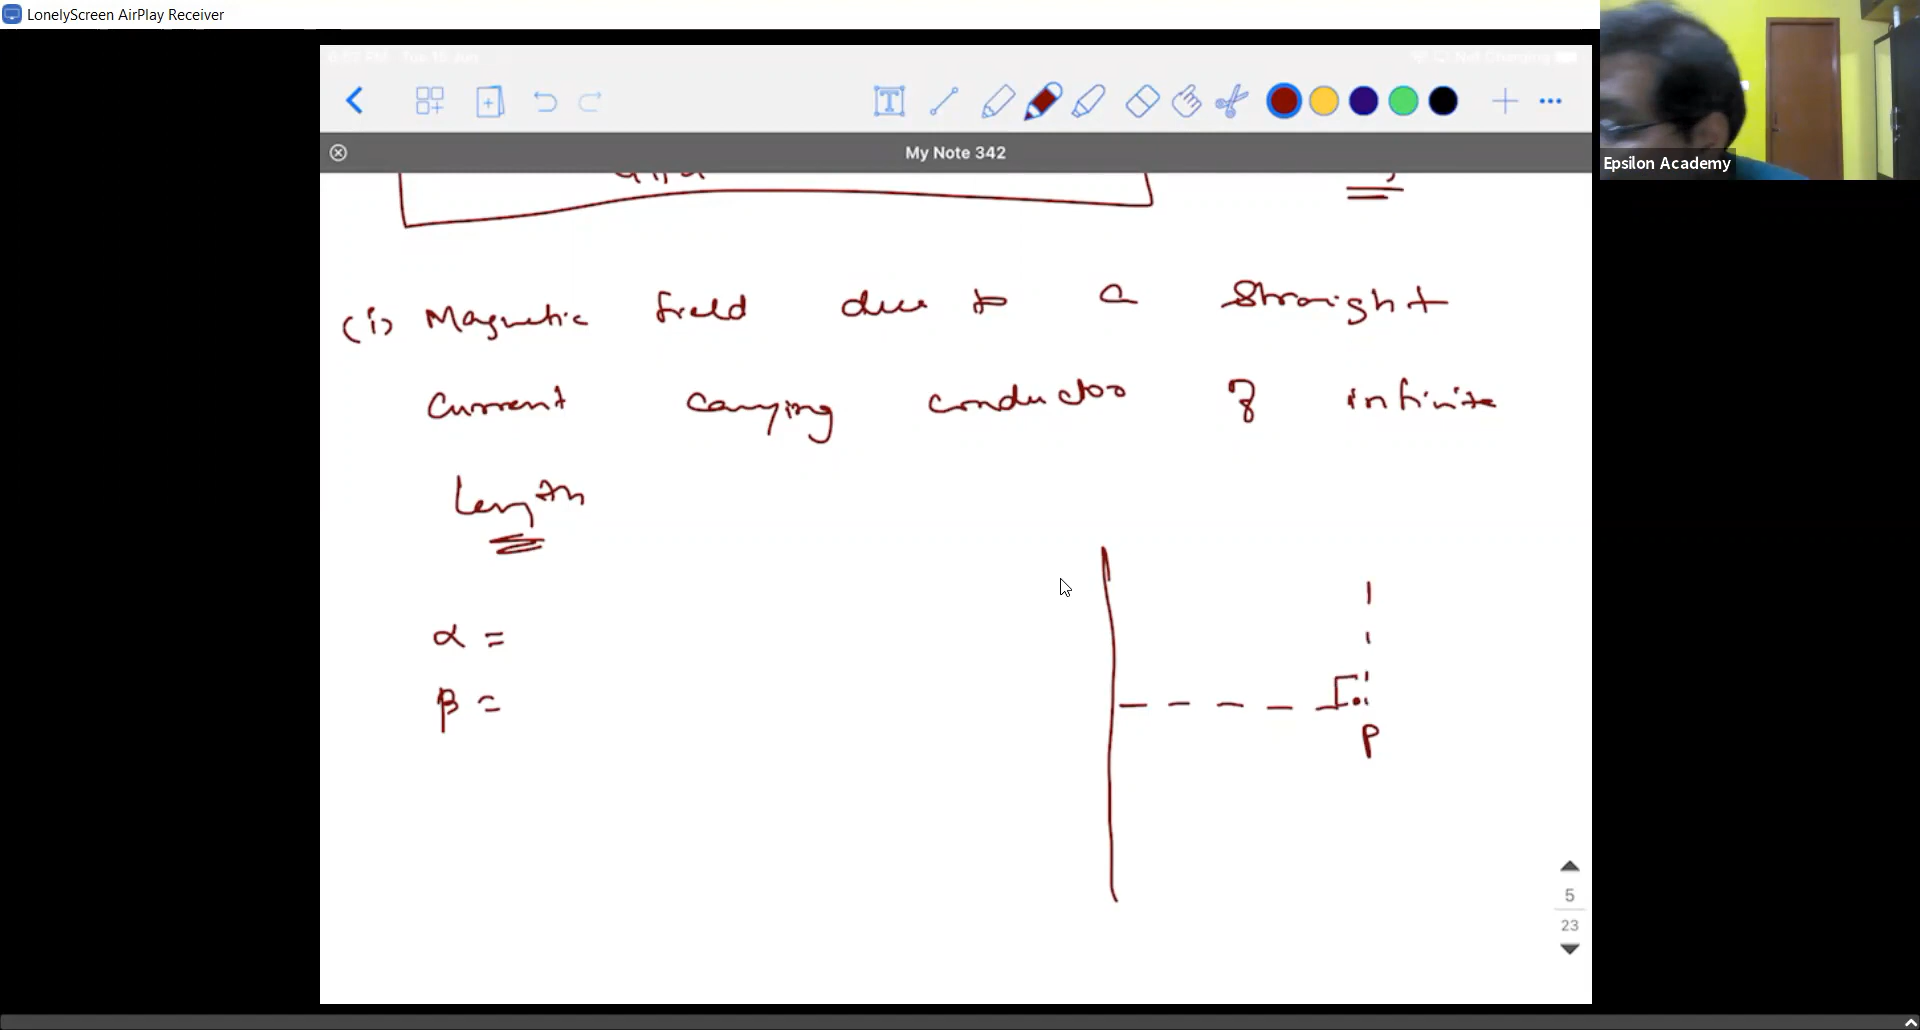 LonelyScreen AirPlay Receiver
My Note 342
Epsilon Academy
(i) Magnetic field due to a straight
current carrying conductor of infinite
length
α =
β =
P
5
23